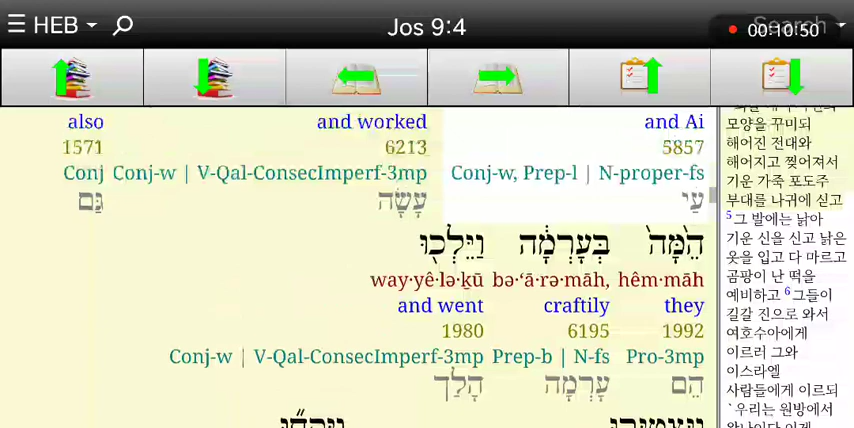 ☰ HEB
Jos 9:4
00:10:50
also and worked and Ai
1571 6213 5857
Conj Conj-w | V-Qal-ConsecImperf-3mp Conj-w, Prep-l | N-proper-fs
גַּם עָשָׂה עַי
הֵ֙מָּה֙ בְּעָרְמָ֔ה וַיֵּלְכ֖וּ
way·yê·lə·ḵū bə·‘ā·rə·māh, hêm·māh
and went craftily they
1980 6195 1992
Conj-w | V-Qal-ConsecImperf-3mp Prep-b | N-fs Pro-3mp
הָלַךְ עָרְמָה הֵם
모양을 꾸미되
해어진 전대와
해어지고 찢어져서
기운 가죽 포도주
부대를 나귀에 싣고
5그 발에는 낡아
기운 신을 신고 낡은
옷을 입고 다 마르고
곰팡이 난 떡을
예비하고 6그들이
길갈 진으로 와서
여호수아에게
이르러 그와
이스라엘
사람들에게 이르되
`우리는 원방에서